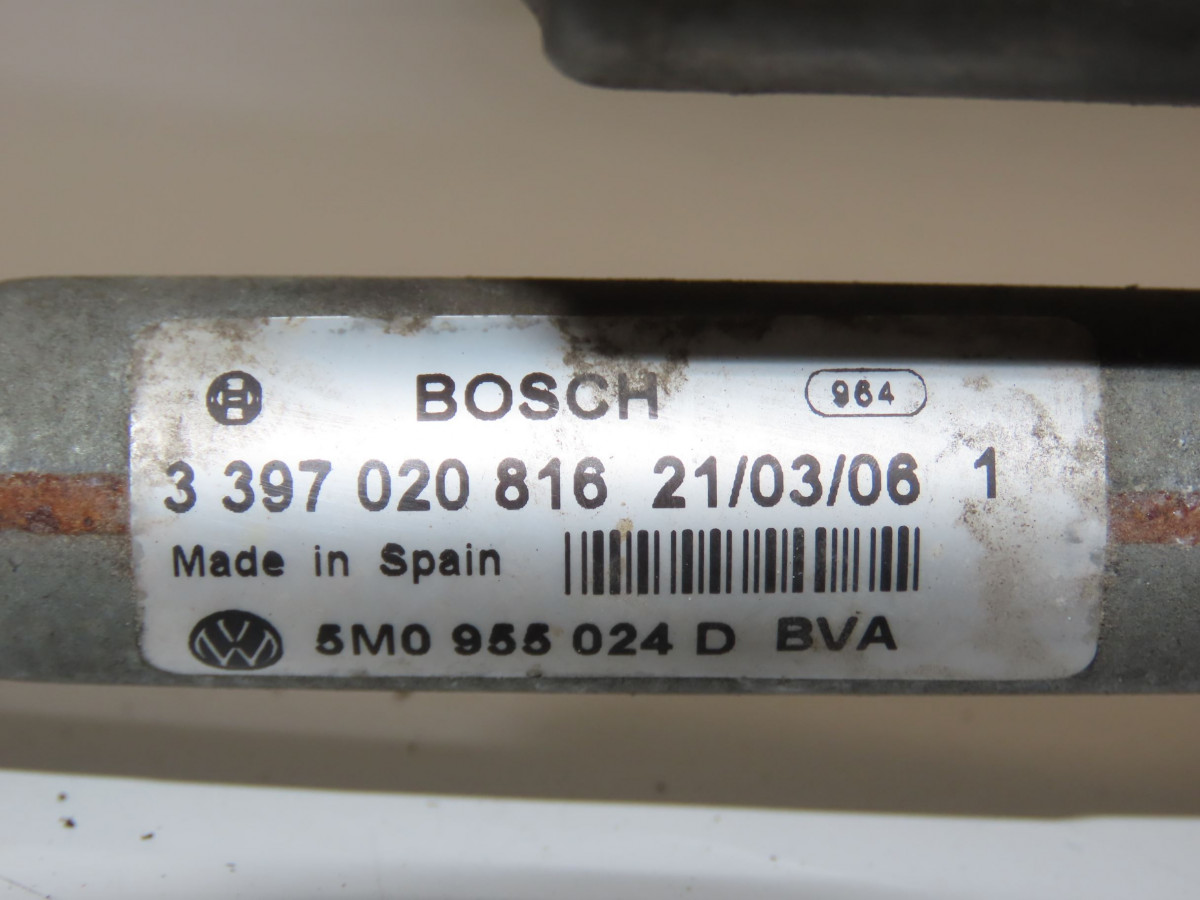 BOSCH 964
3 397 020 816 21/03/06 1
Made in Spain
5M0 955 024 D BVA